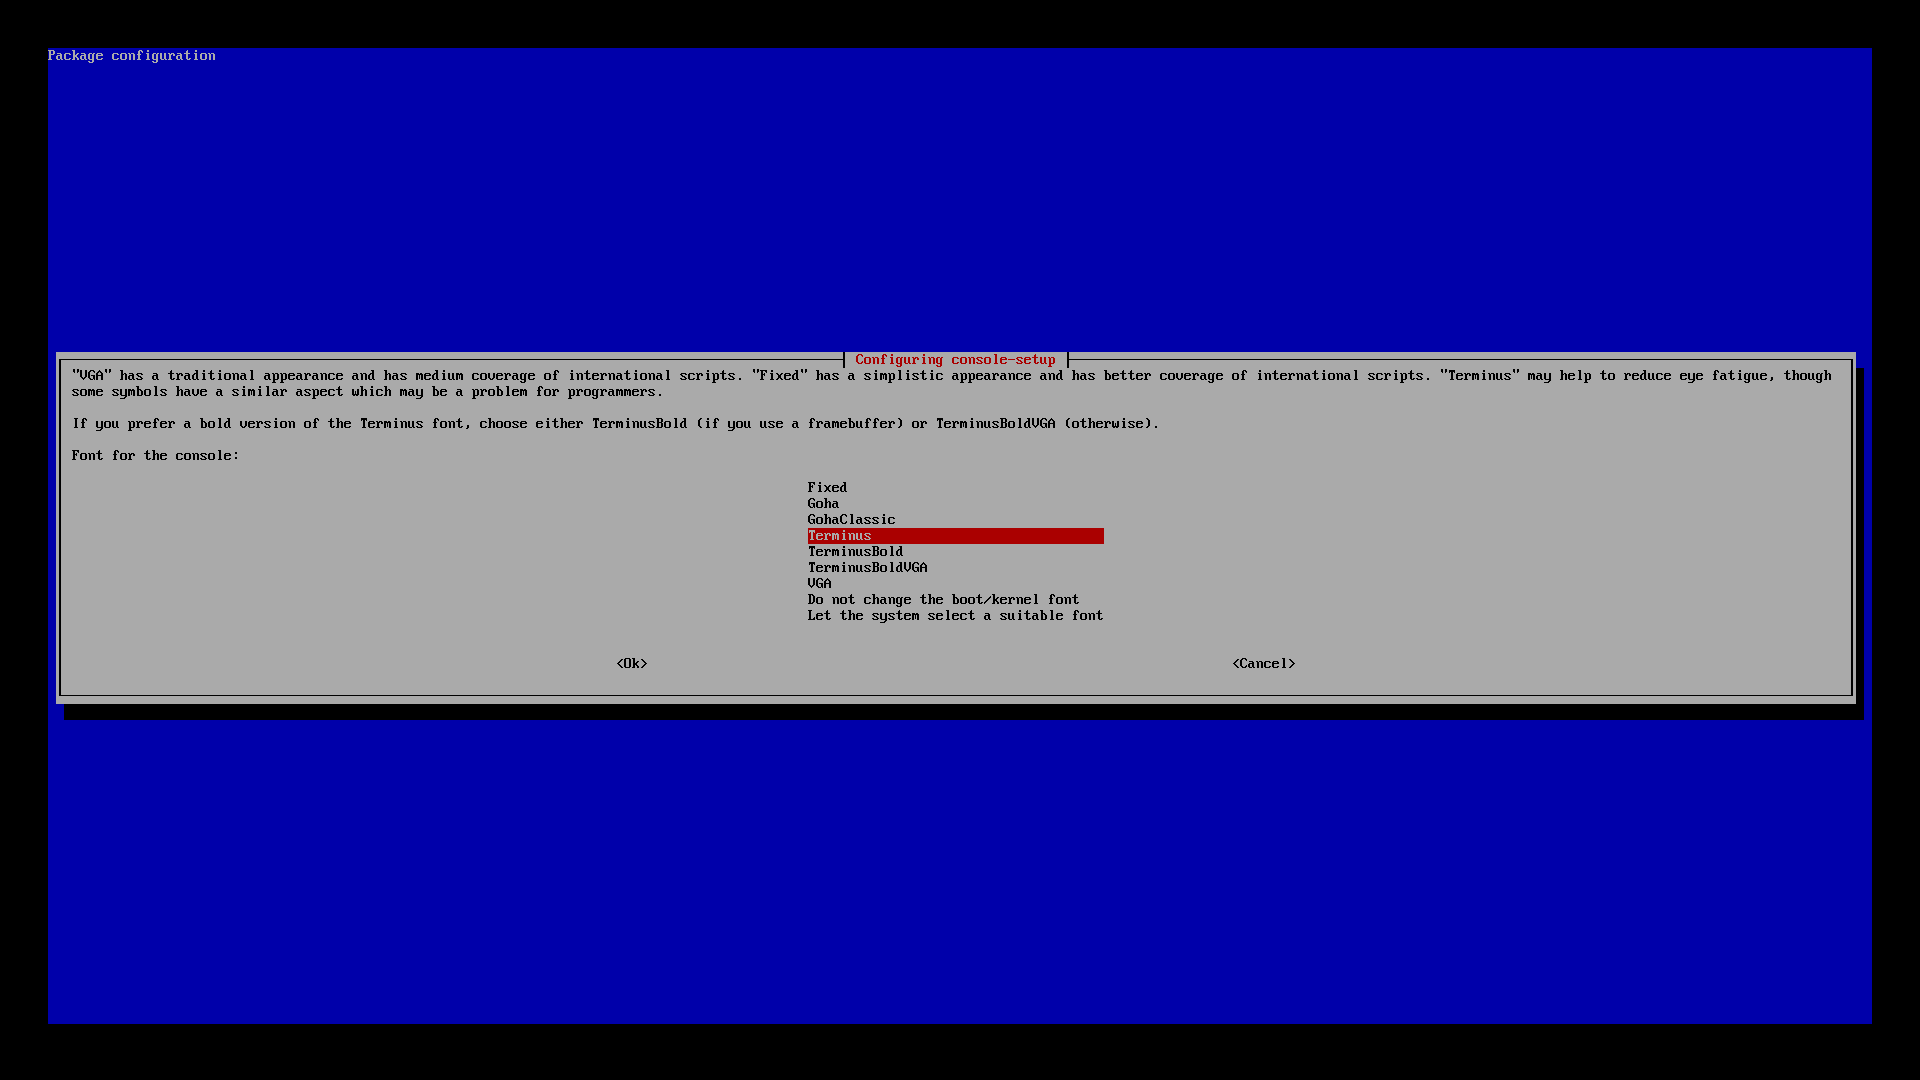 Package configuration
Configuring console-setup
"VGA" has a traditional appearance and has medium coverage of international scripts. "Fixed" has a simplistic appearance and has better coverage of international scripts. "Terminus" may help to reduce eye fatigue, though
some symbols have a similar aspect which may be a problem for programmers.
If you prefer a bold version of the Terminus font, choose either TerminusBold (if you use a framebuffer) or TerminusBoldVGA (otherwise).
Font for the console:
Fixed
Goha
GohaClassic
Terminus
TerminusBold
TerminusBoldVGA
VGA
Do not change the boot/kernel font
Let the system select a suitable font
<Ok> <Cancel>